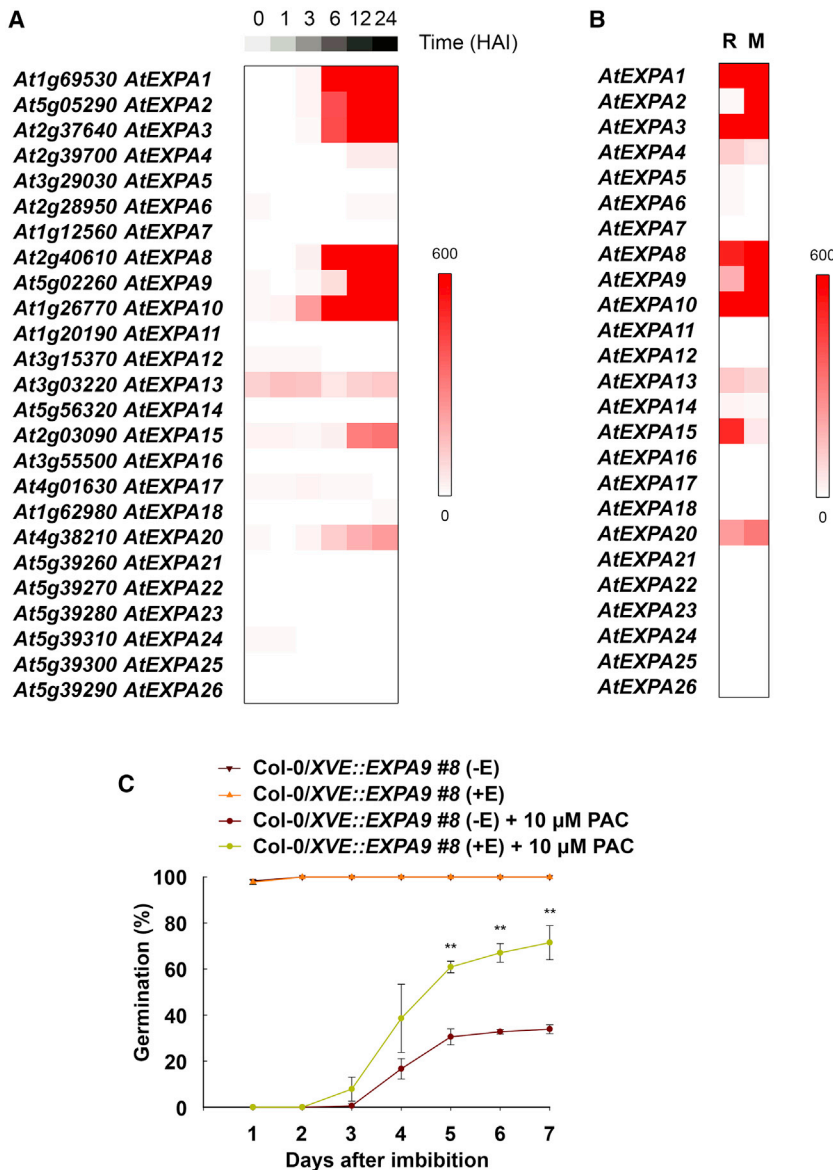 A
0 1 3 6 12 24
Time (HAI)
At1g69530 AtEXPA1
At5g05290 AtEXPA2
At2g37640 AtEXPA3
At2g39700 AtEXPA4
At3g29030 AtEXPA5
At2g28950 AtEXPA6
At1g12560 AtEXPA7
At2g40610 AtEXPA8
At5g02260 AtEXPA9
At1g26770 AtEXPA10
At1g20190 AtEXPA11
At3g15370 AtEXPA12
At3g03220 AtEXPA13
At5g56320 AtEXPA14
At2g03090 AtEXPA15
At3g55500 AtEXPA16
At4g01630 AtEXPA17
At1g62980 AtEXPA18
At4g38210 AtEXPA20
At5g39260 AtEXPA21
At5g39270 AtEXPA22
At5g39280 AtEXPA23
At5g39310 AtEXPA24
At5g39300 AtEXPA25
At5g39290 AtEXPA26
600
0
B
R M
AtEXPA1
AtEXPA2
AtEXPA3
AtEXPA4
AtEXPA5
AtEXPA6
AtEXPA7
AtEXPA8
AtEXPA9
AtEXPA10
AtEXPA11
AtEXPA12
AtEXPA13
AtEXPA14
AtEXPA15
AtEXPA16
AtEXPA17
AtEXPA18
AtEXPA20
AtEXPA21
AtEXPA22
AtEXPA23
AtEXPA24
AtEXPA25
AtEXPA26
600
0
C
Col-0/XVE::EXPA9 #8 (-E)
Col-0/XVE::EXPA9 #8 (+E)
Col-0/XVE::EXPA9 #8 (-E) + 10 µM PAC
Col-0/XVE::EXPA9 #8 (+E) + 10 µM PAC
Germination (%)
100
80
60
40
20
0
** ** **
1 2 3 4 5 6 7
Days after imbibition